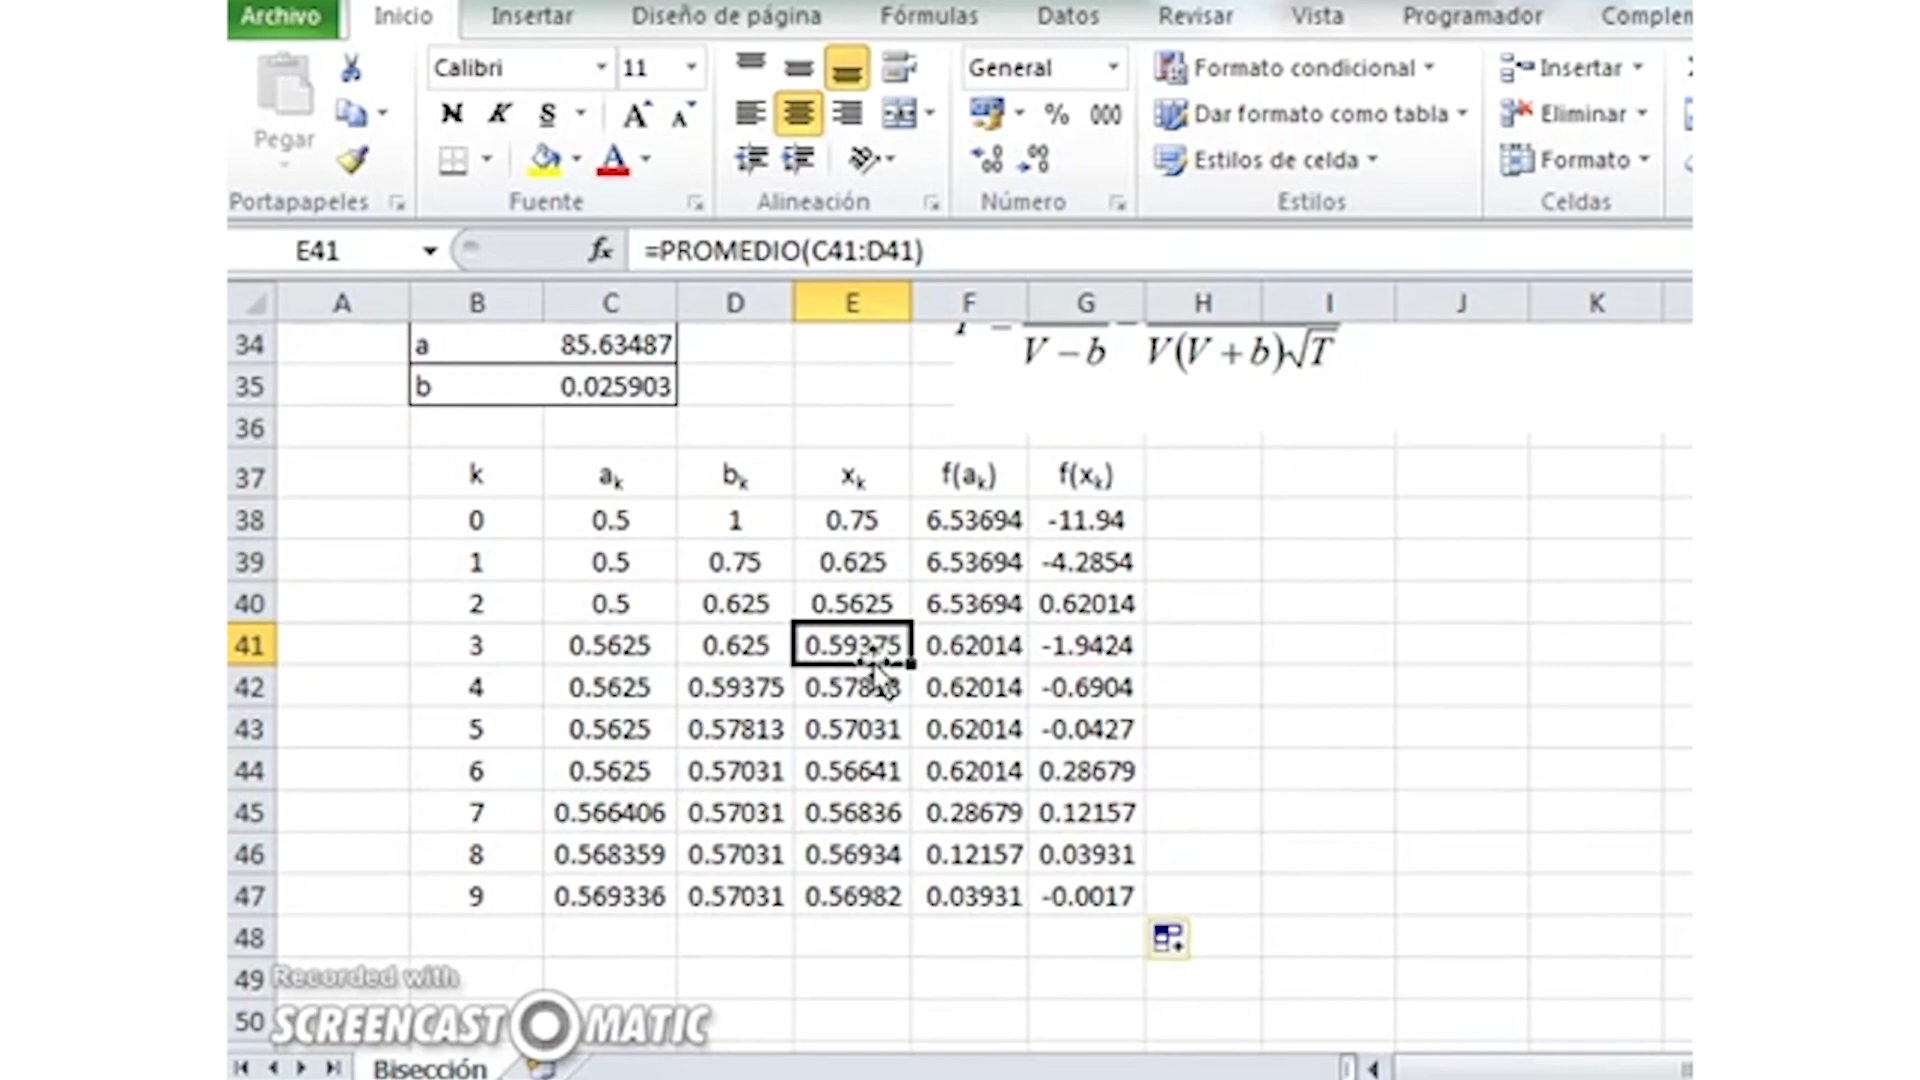 Archivo Inicio Insertar Diseño de página Fórmulas Datos Revisar Vista Programador
Calibri 11 General Formato condicional Insertar
Pegar N K S A A % 000 Dar formato como tabla Eliminar
A Estilos de celda Formato
Portapapeles Fuente Alineación Número Estilos Celdas
E41 fx =PROMEDIO(C41:D41)
A B C D E F G H I J K
34 a 85.63487 V − b V(V + b)√T
35 b 0.025903
36
37 k aₖ bₖ xₖ f(aₖ) f(xₖ)
38 0 0.5 1 0.75 6.53694 -11.94
39 1 0.5 0.75 0.625 6.53694 -4.2854
40 2 0.5 0.625 0.5625 6.53694 0.62014
41 3 0.5625 0.625 0.59375 0.62014 -1.9424
42 4 0.5625 0.59375 0.57813 0.62014 -0.6904
43 5 0.5625 0.57813 0.57031 0.62014 -0.0427
44 6 0.5625 0.57031 0.56641 0.62014 0.28679
45 7 0.566406 0.57031 0.56836 0.28679 0.12157
46 8 0.568359 0.57031 0.56934 0.12157 0.03931
47 9 0.569336 0.57031 0.56982 0.03931 -0.0017
48
49 Recorded with
50 SCREENCAST-O-MATIC
Bisección